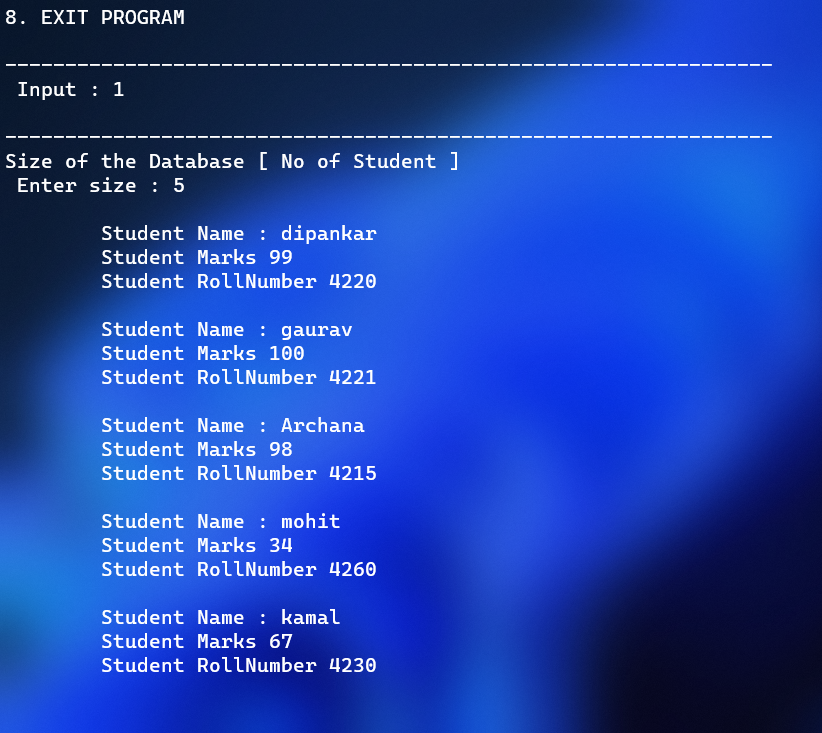 8. EXIT PROGRAM
----------------------------------------------------------------
Input : 1
----------------------------------------------------------------
Size of the Database [ No of Student ]
Enter size : 5
Student Name : dipankar
Student Marks 99
Student RollNumber 4220
Student Name : gaurav
Student Marks 100
Student RollNumber 4221
Student Name : Archana
Student Marks 98
Student RollNumber 4215
Student Name : mohit
Student Marks 34
Student RollNumber 4260
Student Name : kamal
Student Marks 67
Student RollNumber 4230